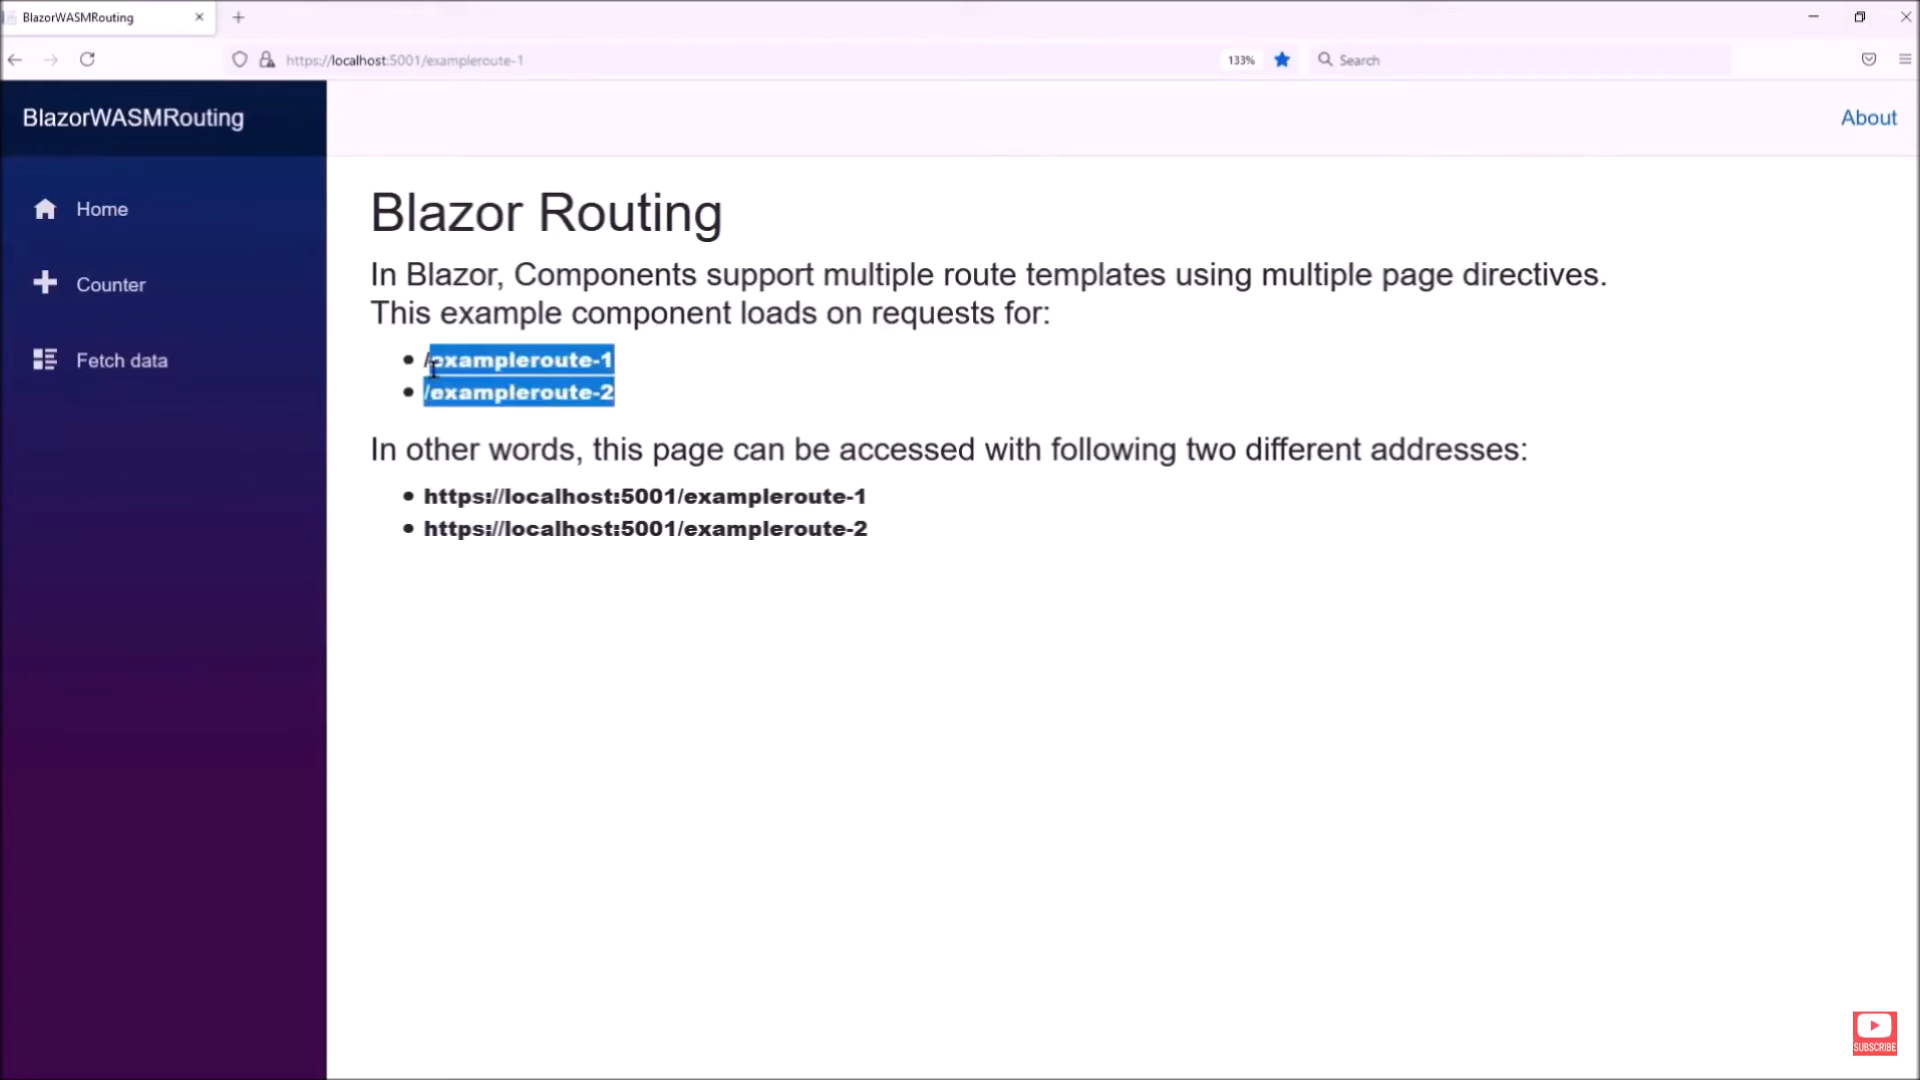 BlazorWASMRouting
https://localhost:5001/exampleroute-1
133%
Search
BlazorWASMRouting
About
Home
Counter
Fetch data
Blazor Routing
In Blazor, Components support multiple route templates using multiple page directives.
This example component loads on requests for:
/exampleroute-1
/exampleroute-2
In other words, this page can be accessed with following two different addresses:
https://localhost:5001/exampleroute-1
https://localhost:5001/exampleroute-2
SUBSCRIBE